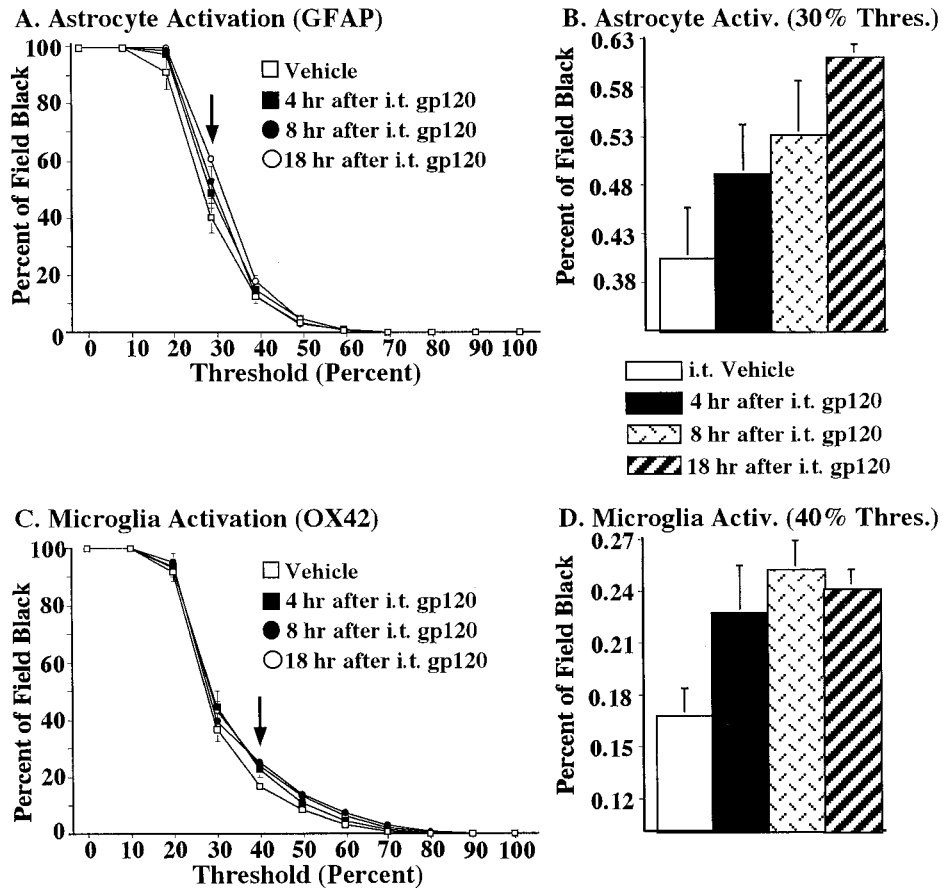 A. Astrocyte Activation (GFAP)
Percent of Field Black
100
80
60
40
20
0
Vehicle
4 hr after i.t. gp120
8 hr after i.t. gp120
18 hr after i.t. gp120
0 10 20 30 40 50 60 70 80 90 100
Threshold (Percent)
B. Astrocyte Activ. (30% Thres.)
Percent of Field Black
0.63
0.58
0.53
0.48
0.43
0.38
i.t. Vehicle
4 hr after i.t. gp120
8 hr after i.t. gp120
18 hr after i.t. gp120
C. Microglia Activation (OX42)
Percent of Field Black
100
80
60
40
20
0
Vehicle
4 hr after i.t. gp120
8 hr after i.t. gp120
18 hr after i.t. gp120
0 10 20 30 40 50 60 70 80 90 100
Threshold (Percent)
D. Microglia Activ. (40% Thres.)
Percent of Field Black
0.27
0.24
0.21
0.18
0.15
0.12